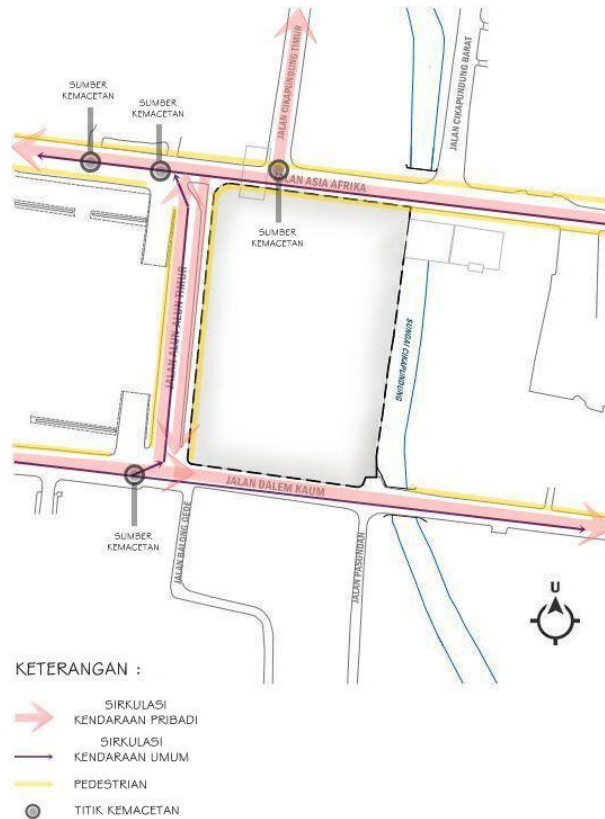 JALAN CIKAPUNDUNG TIMUR
JALAN CIKAPUNDUNG BARAT
SUMBER
KEMACETAN
SUMBER
KEMACETAN
JALAN ASIA AFRIKA
SUMBER
KEMACETAN
JALAN ALUN ALUN TIMUR
SUNGAI CIKAPUNDUNG
JALAN DALEM KAUM
SUMBER
KEMACETAN
JALAN BALONG GEDE
JALAN PASUNDAN
U
KETERANGAN :
SIRKULASI
KENDARAAN PRIBADI
SIRKULASI
KENDARAAN UMUM
PEDESTRIAN
TITIK KEMACETAN